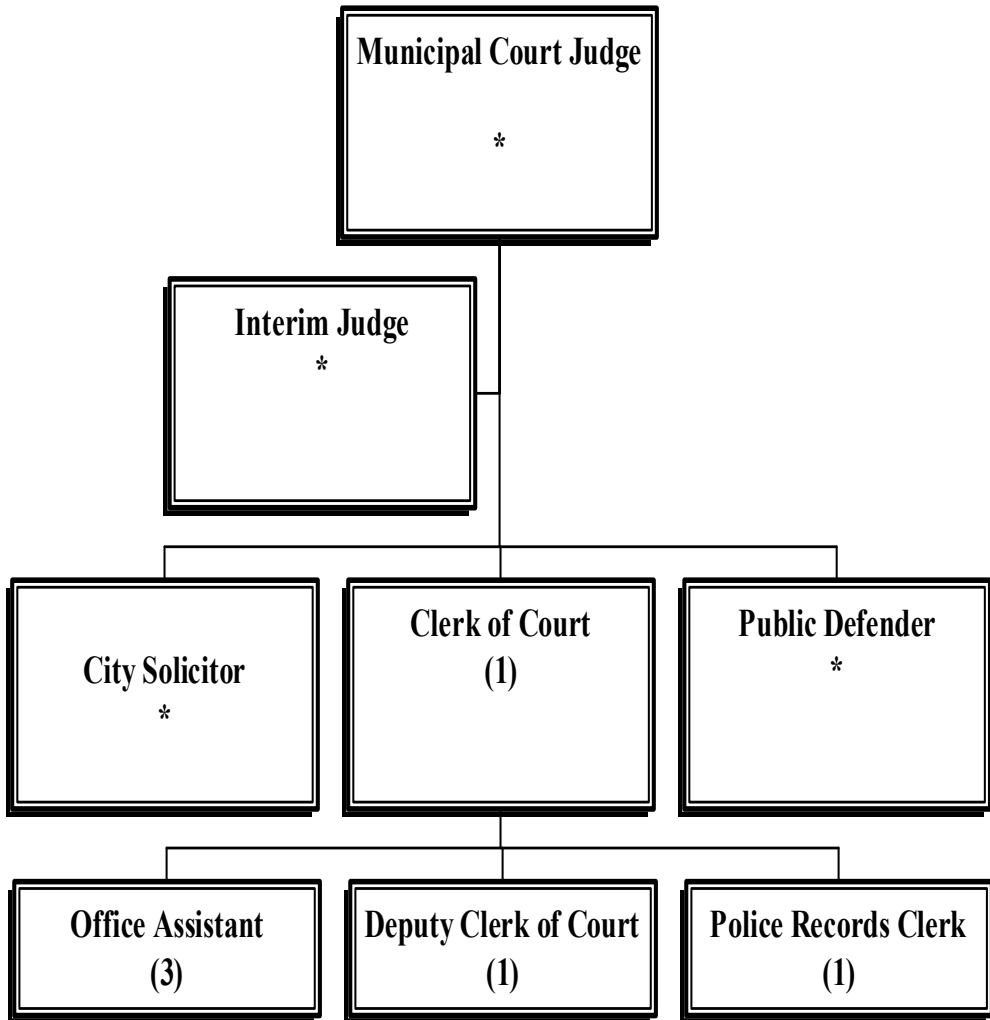 Municipal Court Judge
*
Interim Judge
*
City Solicitor
*
Clerk of Court
(1)
Public Defender
*
Office Assistant
(3)
Deputy Clerk of Court
(1)
Police Records Clerk
(1)